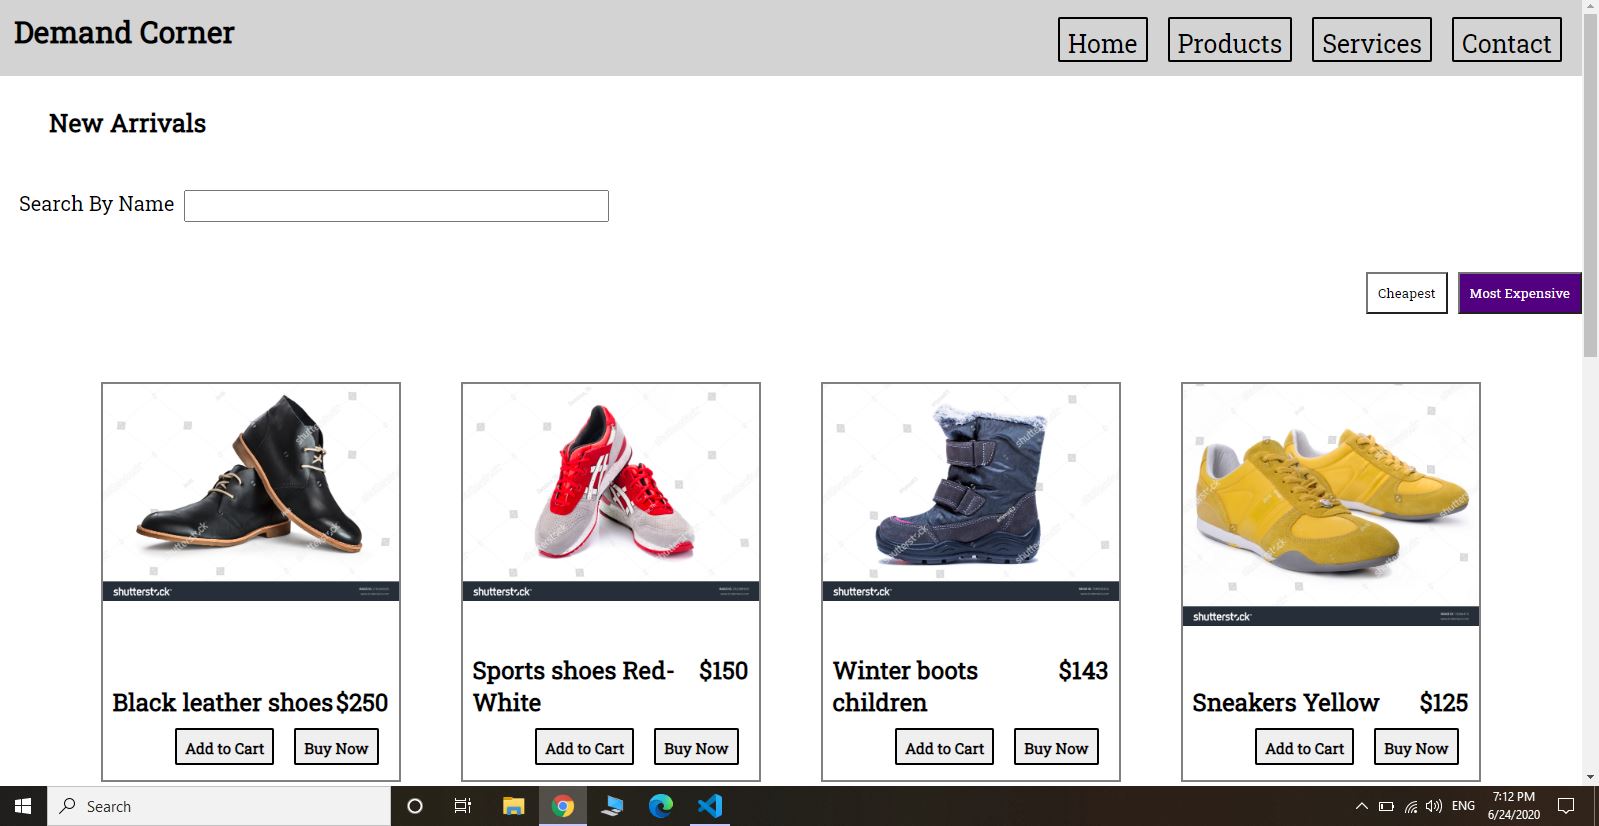 Demand Corner
Home Products Services Contact
New Arrivals
Search By Name
Cheapest Most Expensive
shutterstock
shutterstock
shutterstock
shutterstock
Black leather shoes $250
Add to Cart Buy Now
Sports shoes Red-
White
$150
Add to Cart Buy Now
Winter boots
children
$143
Add to Cart Buy Now
Sneakers Yellow $125
Add to Cart Buy Now
Search
ENG
7:12 PM
6/24/2020